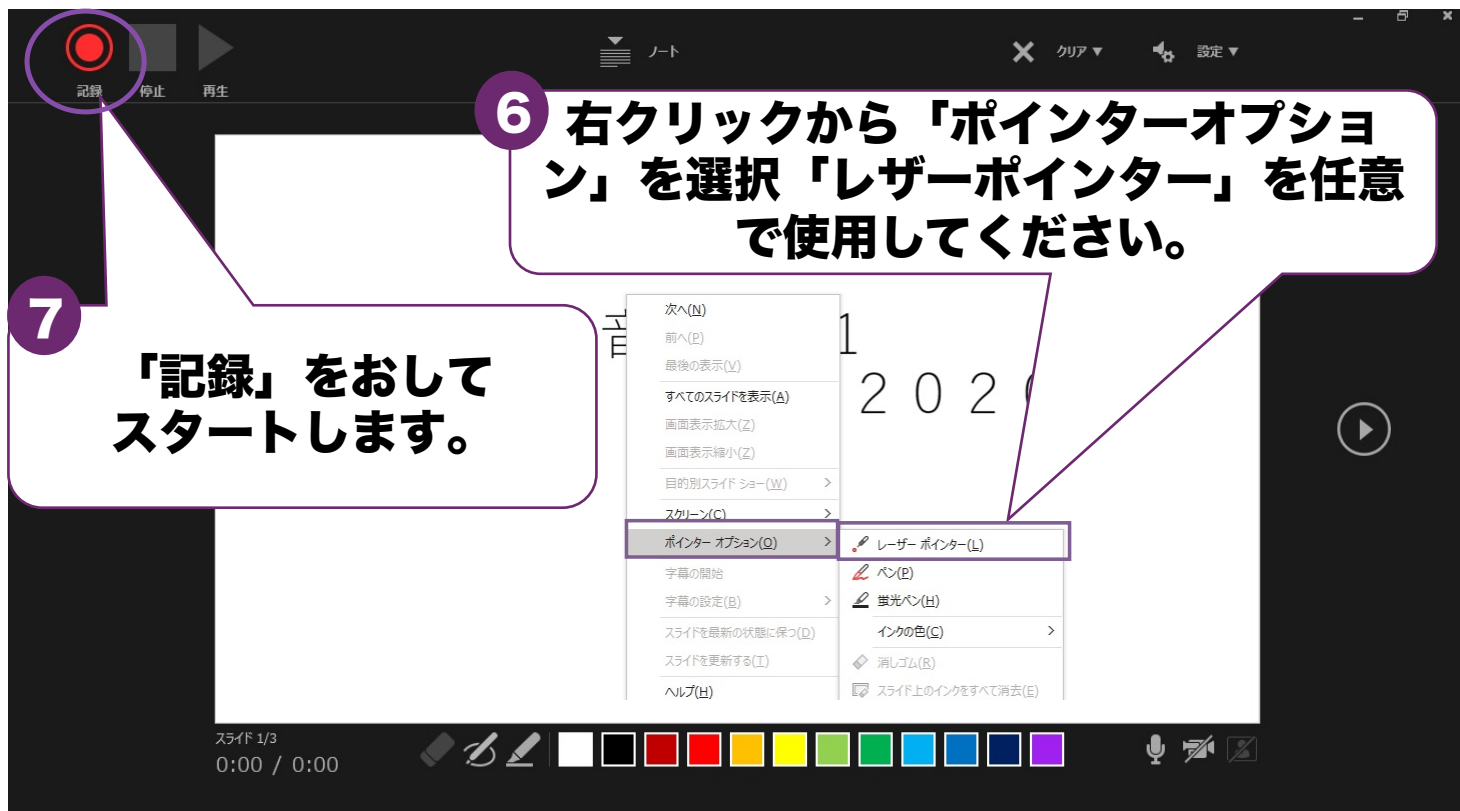 記録
停止
再生
ノート
クリア▼
設定▼
6
右クリックから「ポインターオプショ
ン」を選択「レザーポインター」を任意
で使用してください。
7
「記録」をおして
スタートします。
1
2 0 2
次へ(N)
前へ(P)
最後の表示(V)
すべてのスライドを表示(A)
画面表示拡大(Z)
画面表示縮小(Z)
目的別スライド ショー(W) >
スクリーン(C) >
ポインター オプション(O) >
字幕の開始
字幕の設定(B) >
スライドを最新の状態に保つ(D)
スライドを更新する(T)
ヘルプ(H)
レーザー ポインター(L)
ペン(P)
蛍光ペン(H)
インクの色(C) >
消しゴム(R)
スライド上のインクをすべて消去(E)
スライド 1/3
0:00 / 0:00